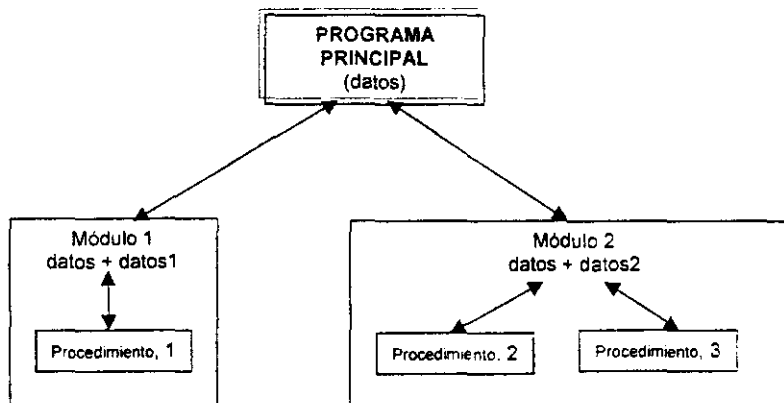 PROGRAMA
PRINCIPAL
(datos)
Módulo 1
datos + datos1
Procedimiento, 1
Módulo 2
datos + datos2
Procedimiento. 2
Procedimiento, 3